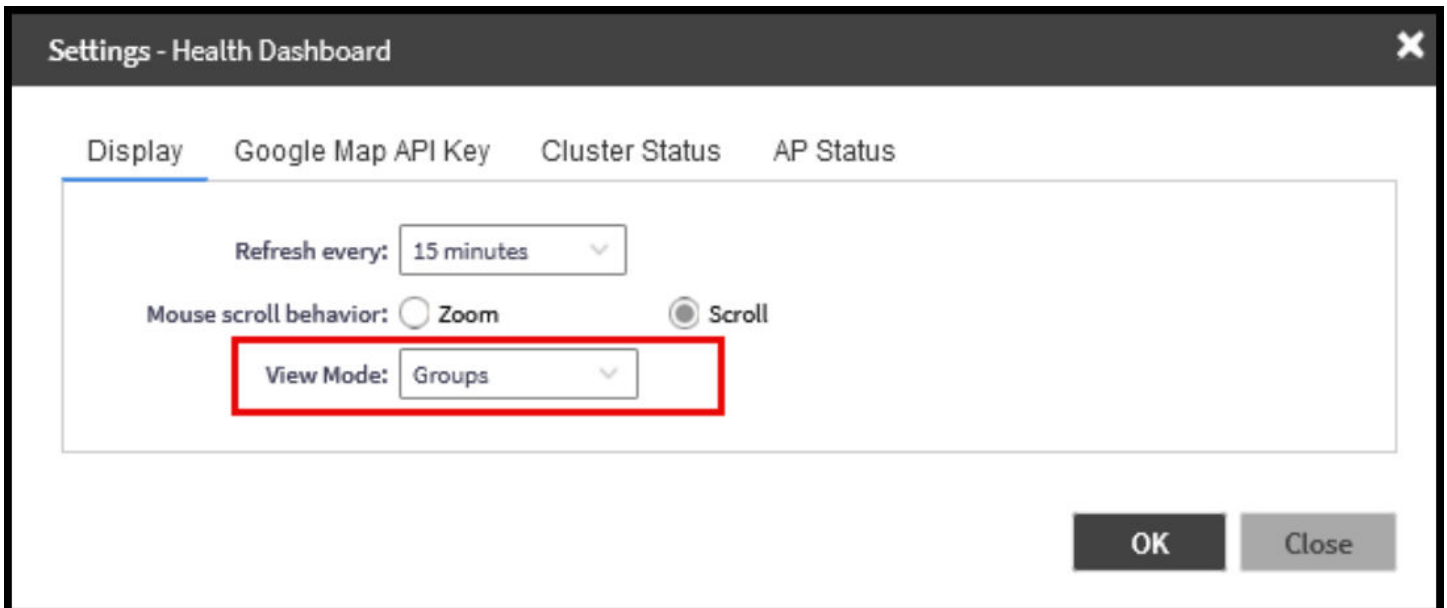 Settings - Health Dashboard
Display Google Map API Key Cluster Status AP Status
Refresh every: 15 minutes
Mouse scroll behavior: Zoom Scroll
View Mode: Groups
OK Close